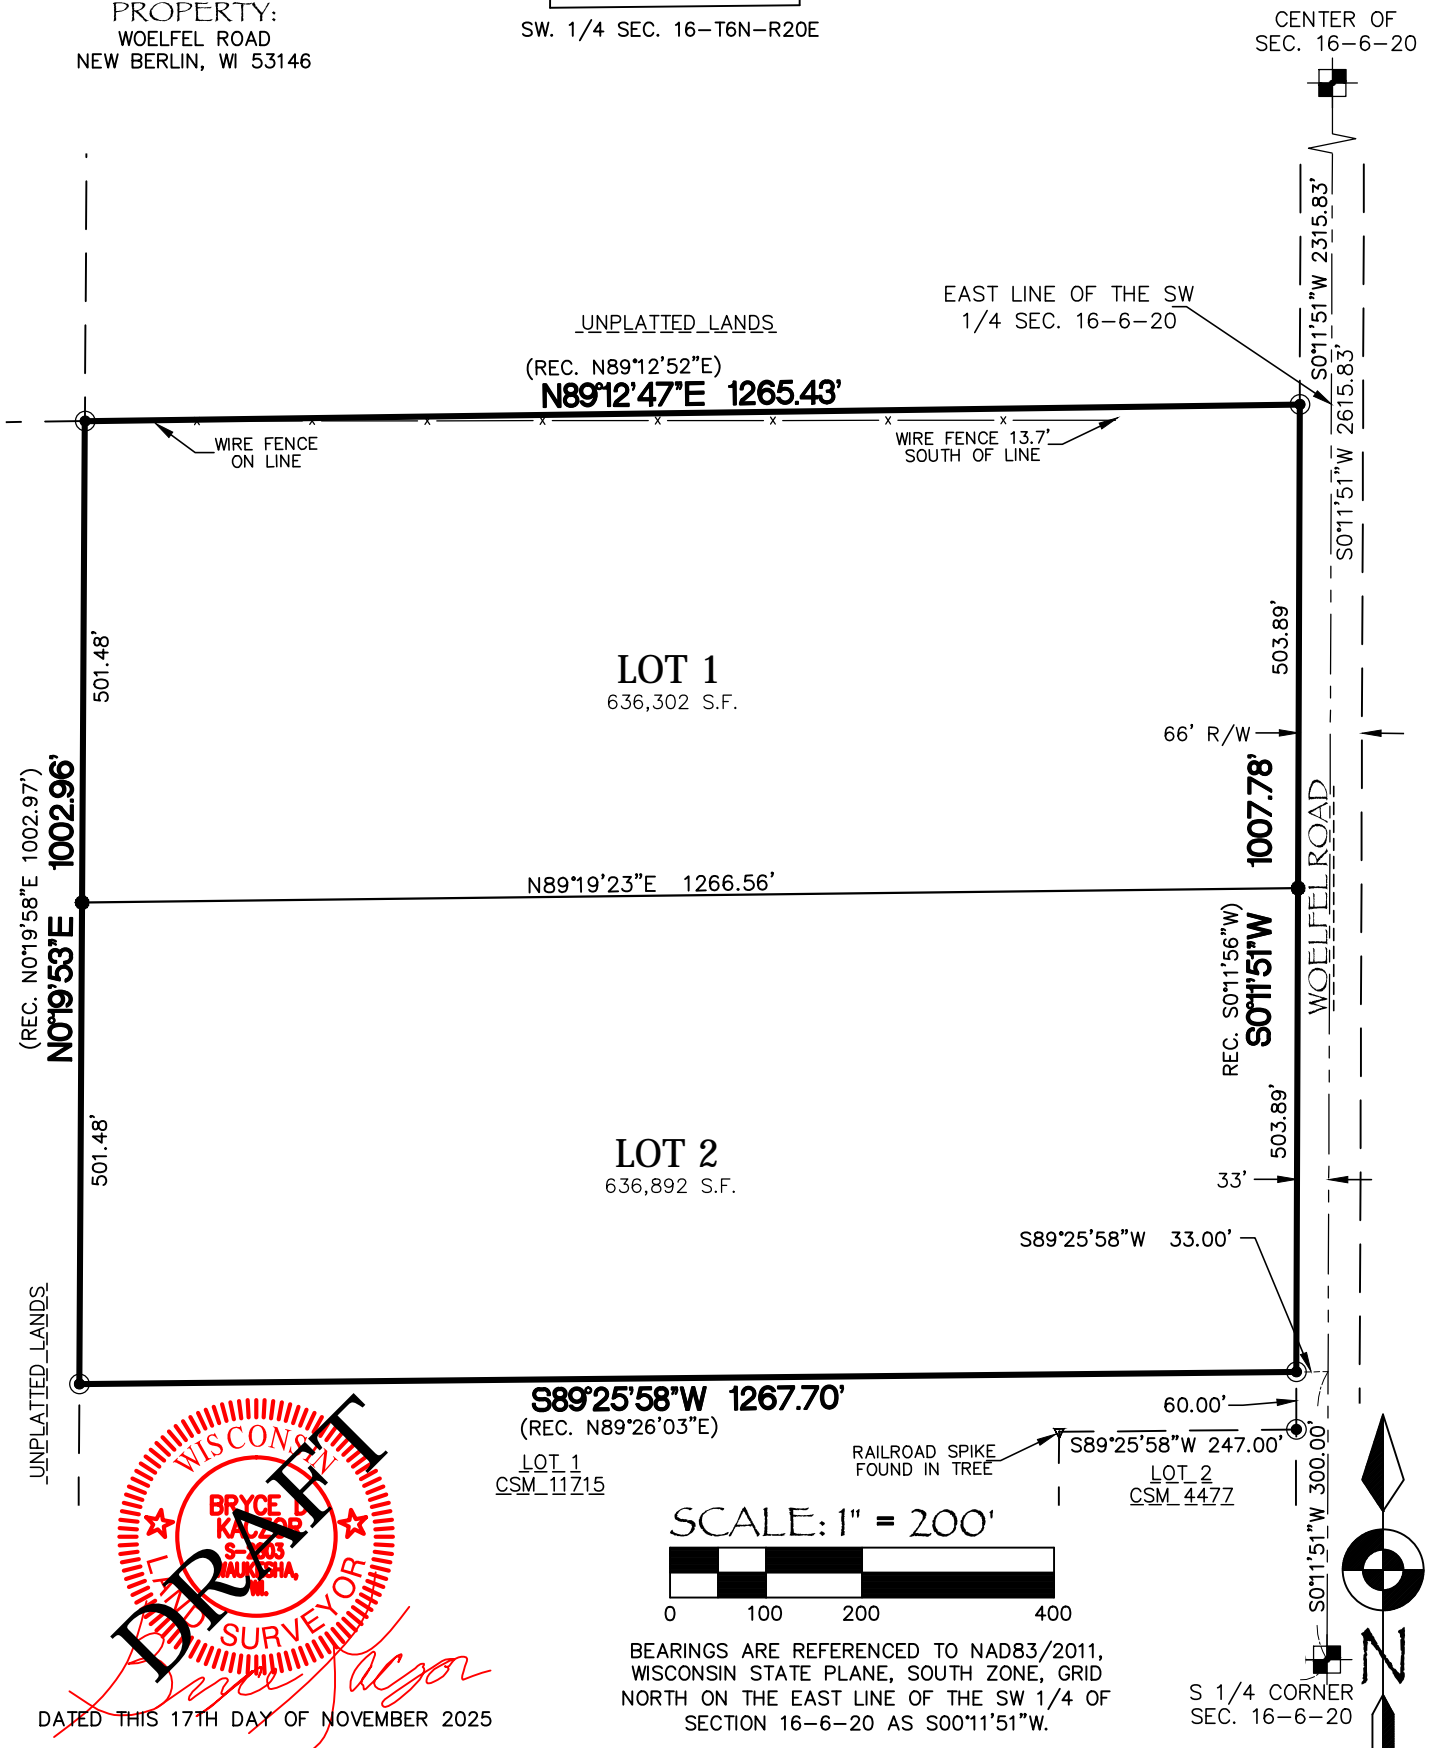 PROPERTY:
WOELFEL ROAD
NEW BERLIN, WI 53146
SW. 1/4 SEC. 16-T6N-R20E
CENTER OF
SEC. 16-6-20
S0°11'51"W 2315.83'
S0°11'51"W 2615.83'
EAST LINE OF THE SW
1/4 SEC. 16-6-20
UNPLATTED LANDS
(REC. N89°12'52"E)
N89°12'47"E 1265.43'
WIRE FENCE
ON LINE
WIRE FENCE 13.7'
SOUTH OF LINE
501.48'
503.89'
LOT 1
636,302 S.F.
66' R/W
(REC. N0°19'58"E 1002.97')
N0°19'53"E 1002.96'
S0°11'51"W 1007.78'
REC. S0°11'56"W)
WOELFEL ROAD
N89°19'23"E 1266.56'
LOT 2
636,892 S.F.
501.48'
503.89'
33'
S89°25'58"W 33.00'
UNPLATTED LANDS
S89°25'58"W 1267.70'
(REC. N89°26'03"E)
LOT 1
CSM 11715
60.00'
RAILROAD SPIKE
FOUND IN TREE
S89°25'58"W 247.00'
LOT 2
CSM 4477
S0°11'51"W 300.00'
WISCONSIN
BRYCE D.
KACZOR
WAUKESHA,
WI.
LAND SURVEYOR
DRAFT
Bryce Kaczor
DATED THIS 17TH DAY OF NOVEMBER 2025
SCALE: 1" = 200'
0 100 200 400
BEARINGS ARE REFERENCED TO NAD83/2011,
WISCONSIN STATE PLANE, SOUTH ZONE, GRID
NORTH ON THE EAST LINE OF THE SW 1/4 OF
SECTION 16-6-20 AS S00°11'51"W.
S 1/4 CORNER
SEC. 16-6-20
N